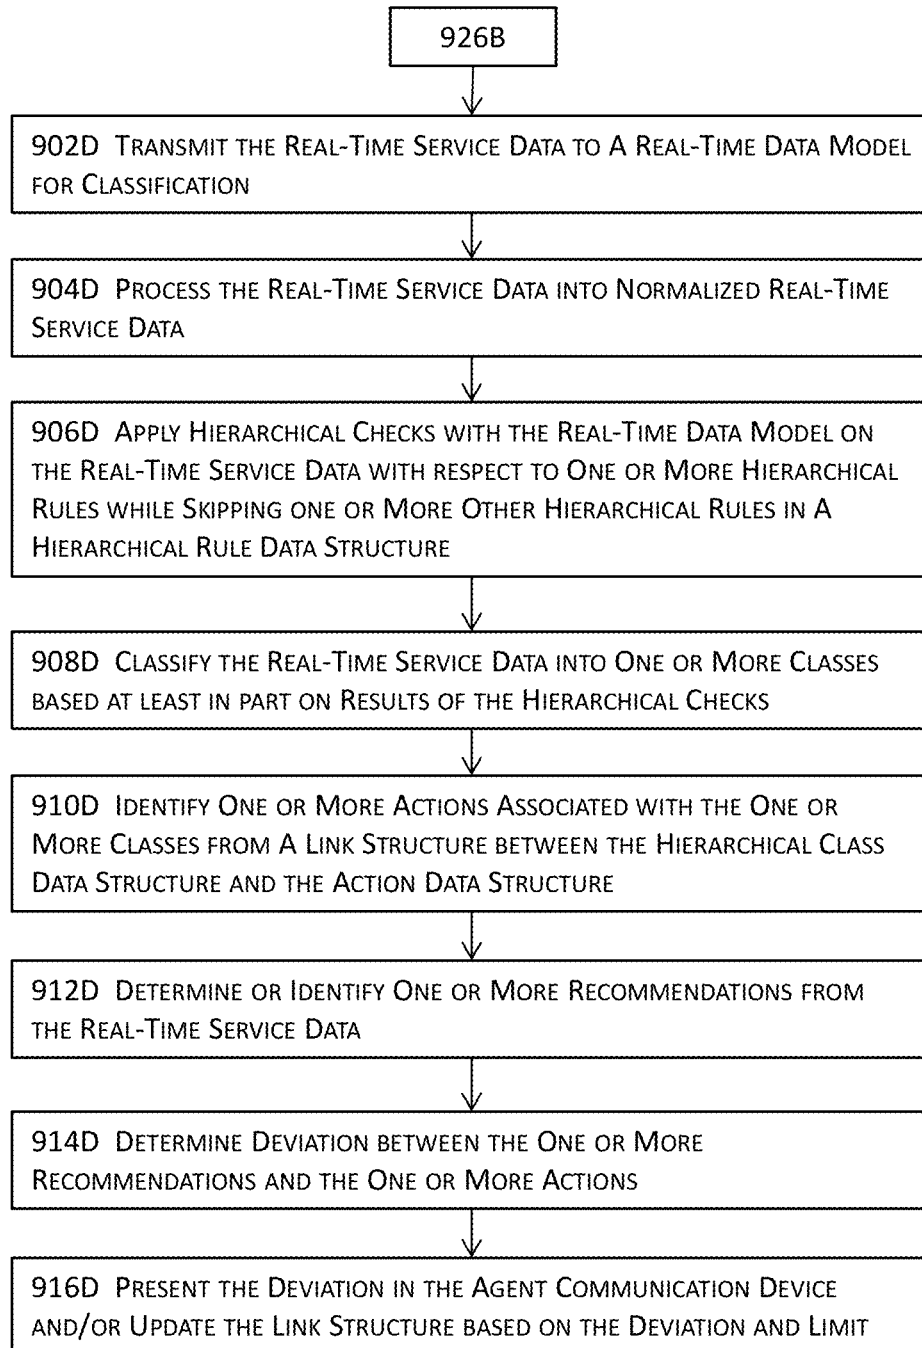 926B
902D Transmit the Real-Time Service Data to A Real-Time Data Model
for Classification
904D Process the Real-Time Service Data into Normalized Real-Time
Service Data
906D Apply Hierarchical Checks with the Real-Time Data Model on
the Real-Time Service Data with respect to One or More Hierarchical
Rules while Skipping one or More Other Hierarchical Rules in A
Hierarchical Rule Data Structure
908D Classify the Real-Time Service Data into One or More Classes
based at least in part on Results of the Hierarchical Checks
910D Identify One or More Actions Associated with the One or
More Classes from A Link Structure between the Hierarchical Class
Data Structure and the Action Data Structure
912D Determine or Identify One or More Recommendations from
the Real-Time Service Data
914D Determine Deviation between the One or More
Recommendations and the One or More Actions
916D Present the Deviation in the Agent Communication Device
and/or Update the Link Structure based on the Deviation and Limit